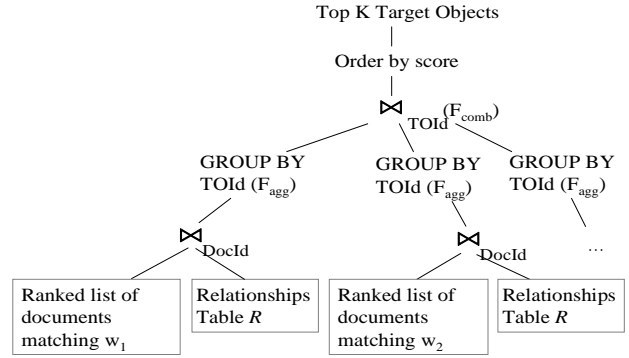 Top K Target Objects
Order by score
⋈ TOId (F_comb)
GROUP BY TOId (F_agg)
GROUP BY TOId (F_agg)
GROUP BY TOId (F_agg)
⋈ DocId
⋈ DocId
...
Ranked list of
documents
matching w_1
Relationships
Table R
Ranked list of
documents
matching w_2
Relationships
Table R